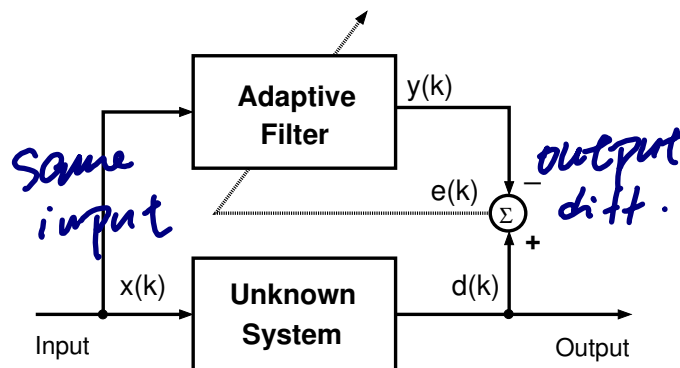 Adaptive
Filter
y(k)
same
input
e(k)
Σ
−
+
output
diff.
x(k)
Unknown
System
d(k)
Input
Output